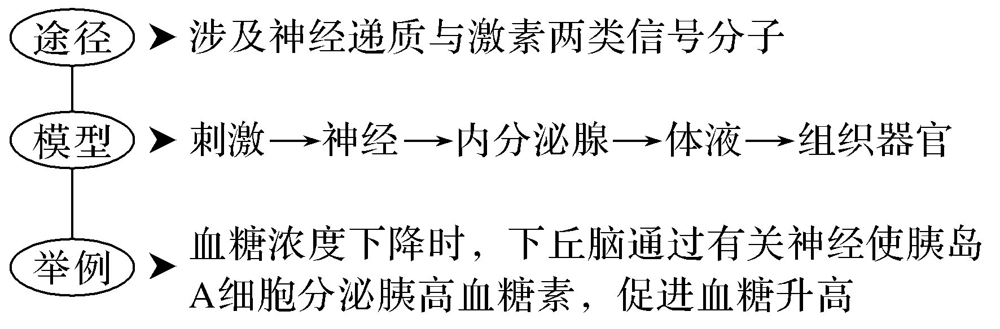 途径 ➤ 涉及神经递质与激素两类信号分子
模型 ➤ 刺激→神经→内分泌腺→体液→组织器官
举例 ➤ 血糖浓度下降时，下丘脑通过有关神经使胰岛
A细胞分泌胰高血糖素，促进血糖升高